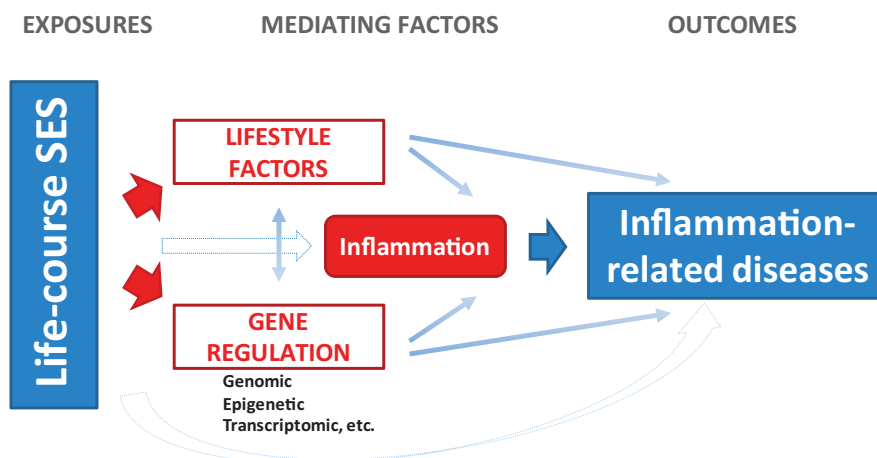 EXPOSURES
MEDIATING FACTORS
OUTCOMES
Life-course SES
LIFESTYLE
FACTORS
Inflammation
Inflammation-
related diseases
GENE
REGULATION
Genomic
Epigenetic
Transcriptomic, etc.